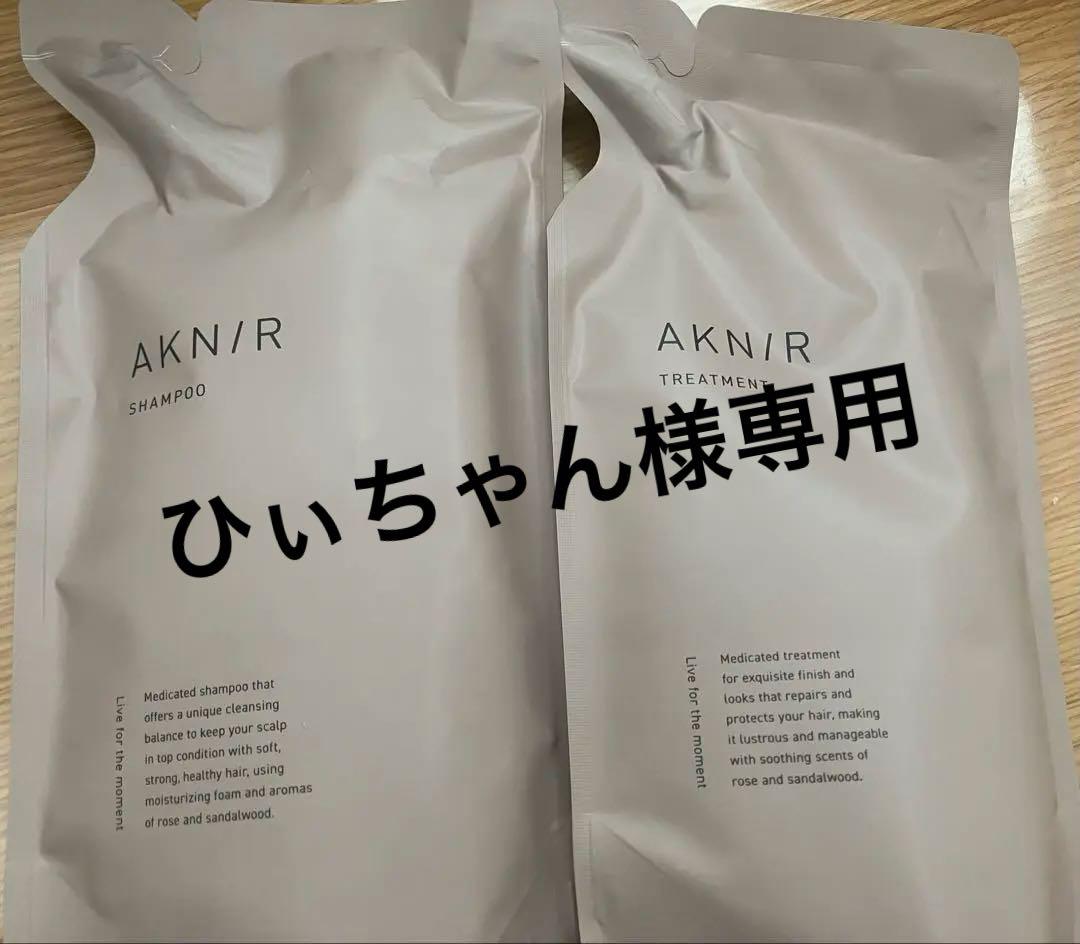 AKN/R
SHAMPOO
AKN/R
TREATMENT
ひぃちゃん様専用
Live for the moment
Medicated shampoo that
offers a unique cleansing
balance to keep your scalp
in top condition with soft,
strong, healthy hair, using
moisturizing foam and aromas
of rose and sandalwood.
Live for the moment
Medicated treatment
for exquisite finish and
looks that repairs and
protects your hair, making
it lustrous and manageable
with soothing scents of
rose and sandalwood.